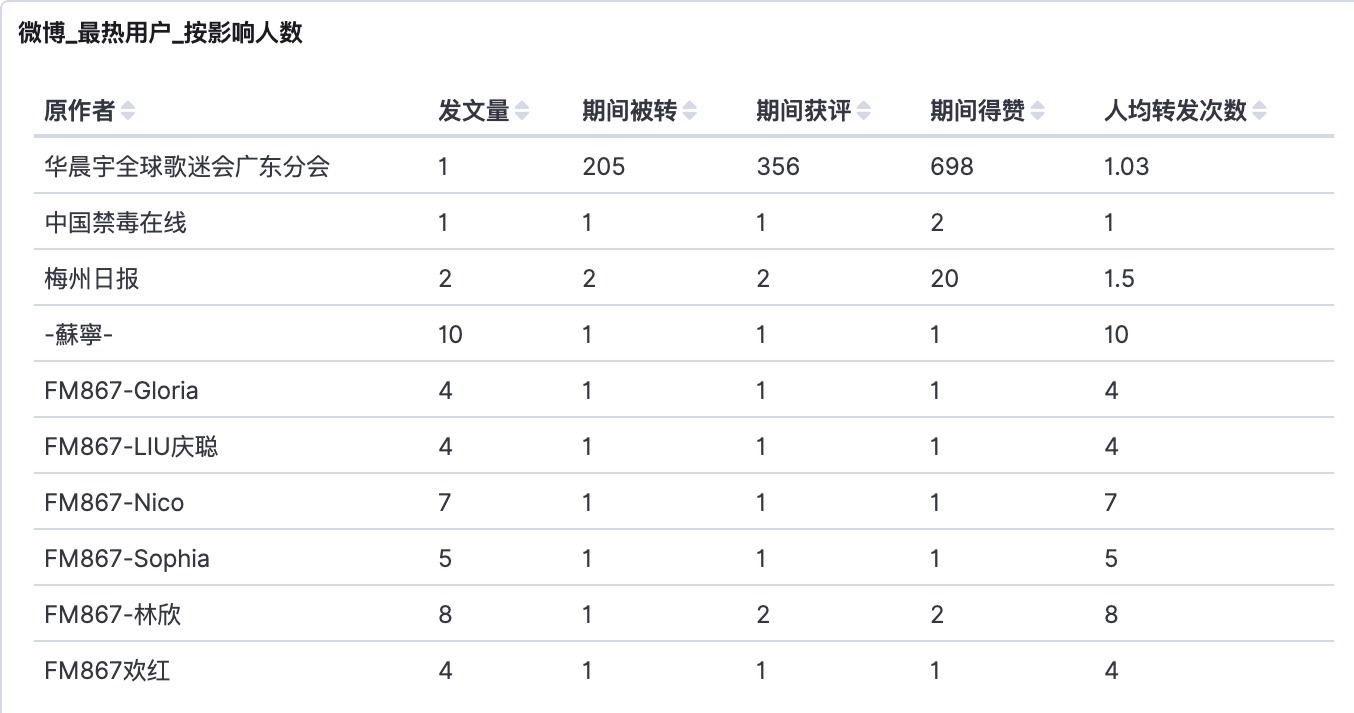 微博_最热用户_按影响人数
原作者 发文量 期间被转 期间获评 期间得赞 人均转发次数
华晨宇全球歌迷会广东分会 1 205 356 698 1.03
中国禁毒在线 1 1 1 2 1
梅州日报 2 2 2 20 1.5
-蘇寧- 10 1 1 1 10
FM867-Gloria 4 1 1 1 4
FM867-LIU庆聪 4 1 1 1 4
FM867-Nico 7 1 1 1 7
FM867-Sophia 5 1 1 1 5
FM867-林欣 8 1 2 2 8
FM867欢红 4 1 1 1 4